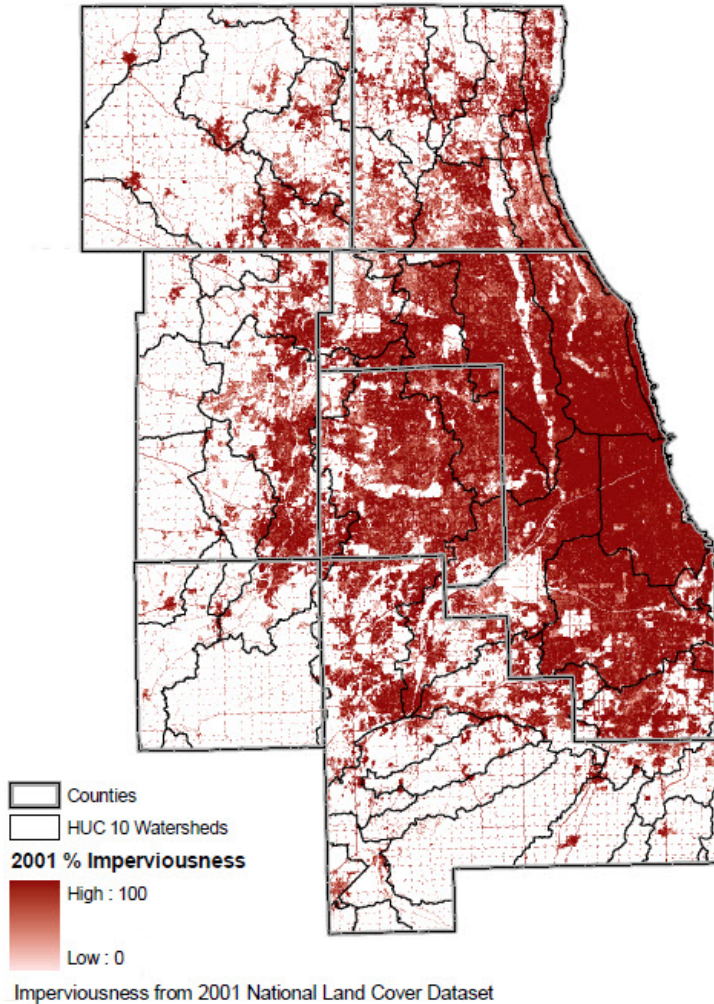 Counties
HUC 10 Watersheds
2001 % Imperviousness
High : 100
Low : 0
Imperviousness from 2001 National Land Cover Dataset